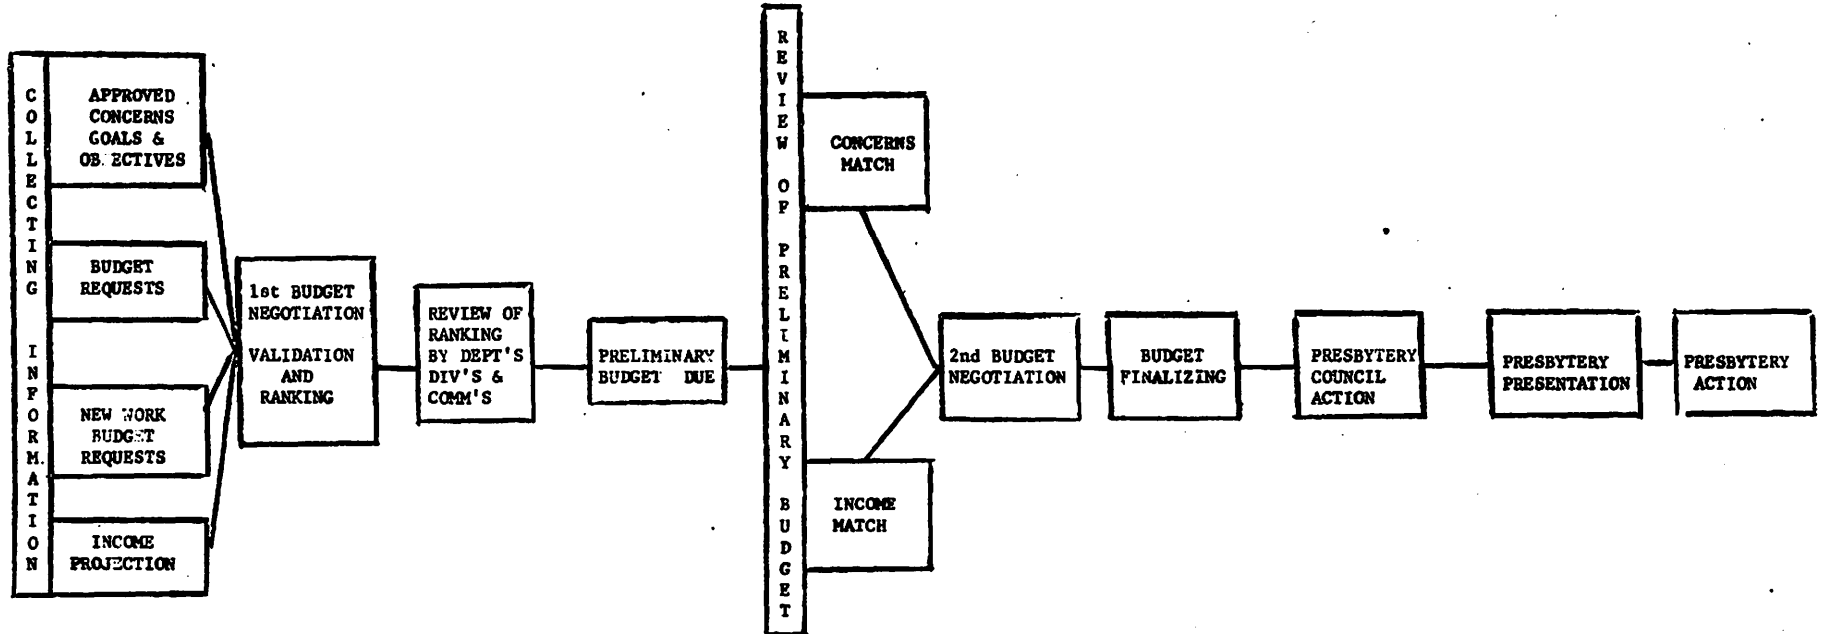 COLLECTING INFORMATION
APPROVED
CONCERNS
GOALS &
OB ECTIVES
BUDGET
REQUESTS
NEW WORK
BUDGET
REQUESTS
INCOME
PROJECTION
1st BUDGET
NEGOTIATION
VALIDATION
AND
RANKING
REVIEW OF
RANKING
BY DEPT'S
DIV'S &
COMM'S
PRELIMINARY
BUDGET DUE
REVIEW OF PRELIMINARY BUDGET
CONCERNS
MATCH
INCOME
MATCH
2nd BUDGET
NEGOTIATION
BUDGET
FINALIZING
PRESBYTERY
COUNCIL
ACTION
PRESBYTERY
PRESENTATION
PRESBYTERY
ACTION